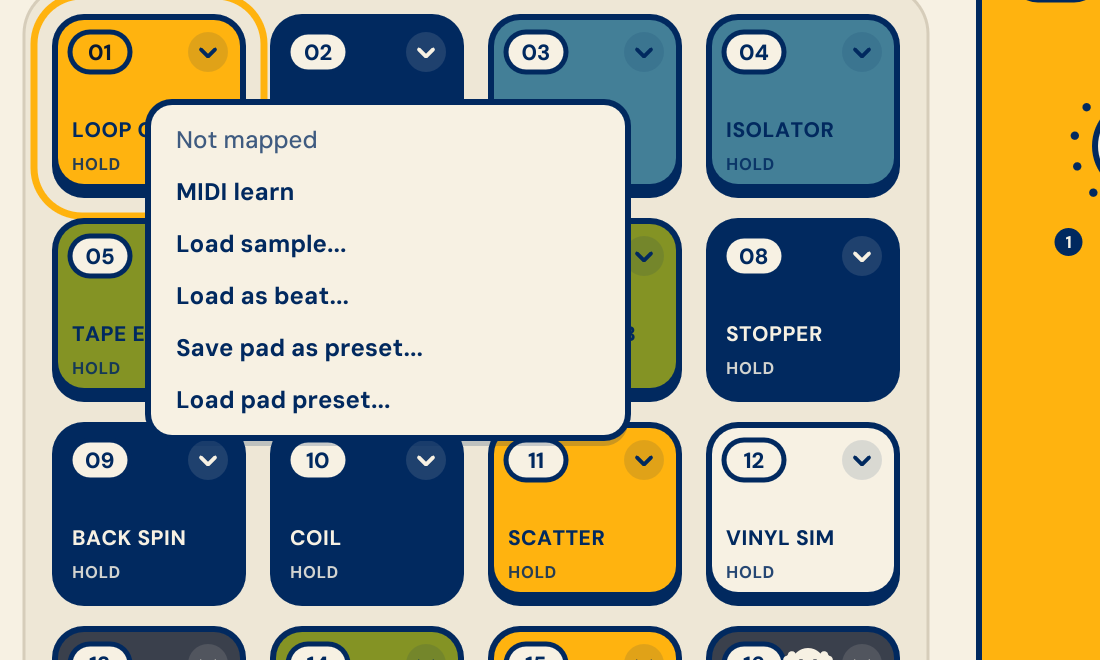 01
02
03
04
LOOP
HOLD
ISOLATOR
HOLD
Not mapped
MIDI learn
Load sample...
Load as beat...
Save pad as preset...
Load pad preset...
05
08
TAPE
HOLD
STOPPER
HOLD
09
10
11
12
BACK SPIN
HOLD
COIL
HOLD
SCATTER
HOLD
VINYL SIM
HOLD
1